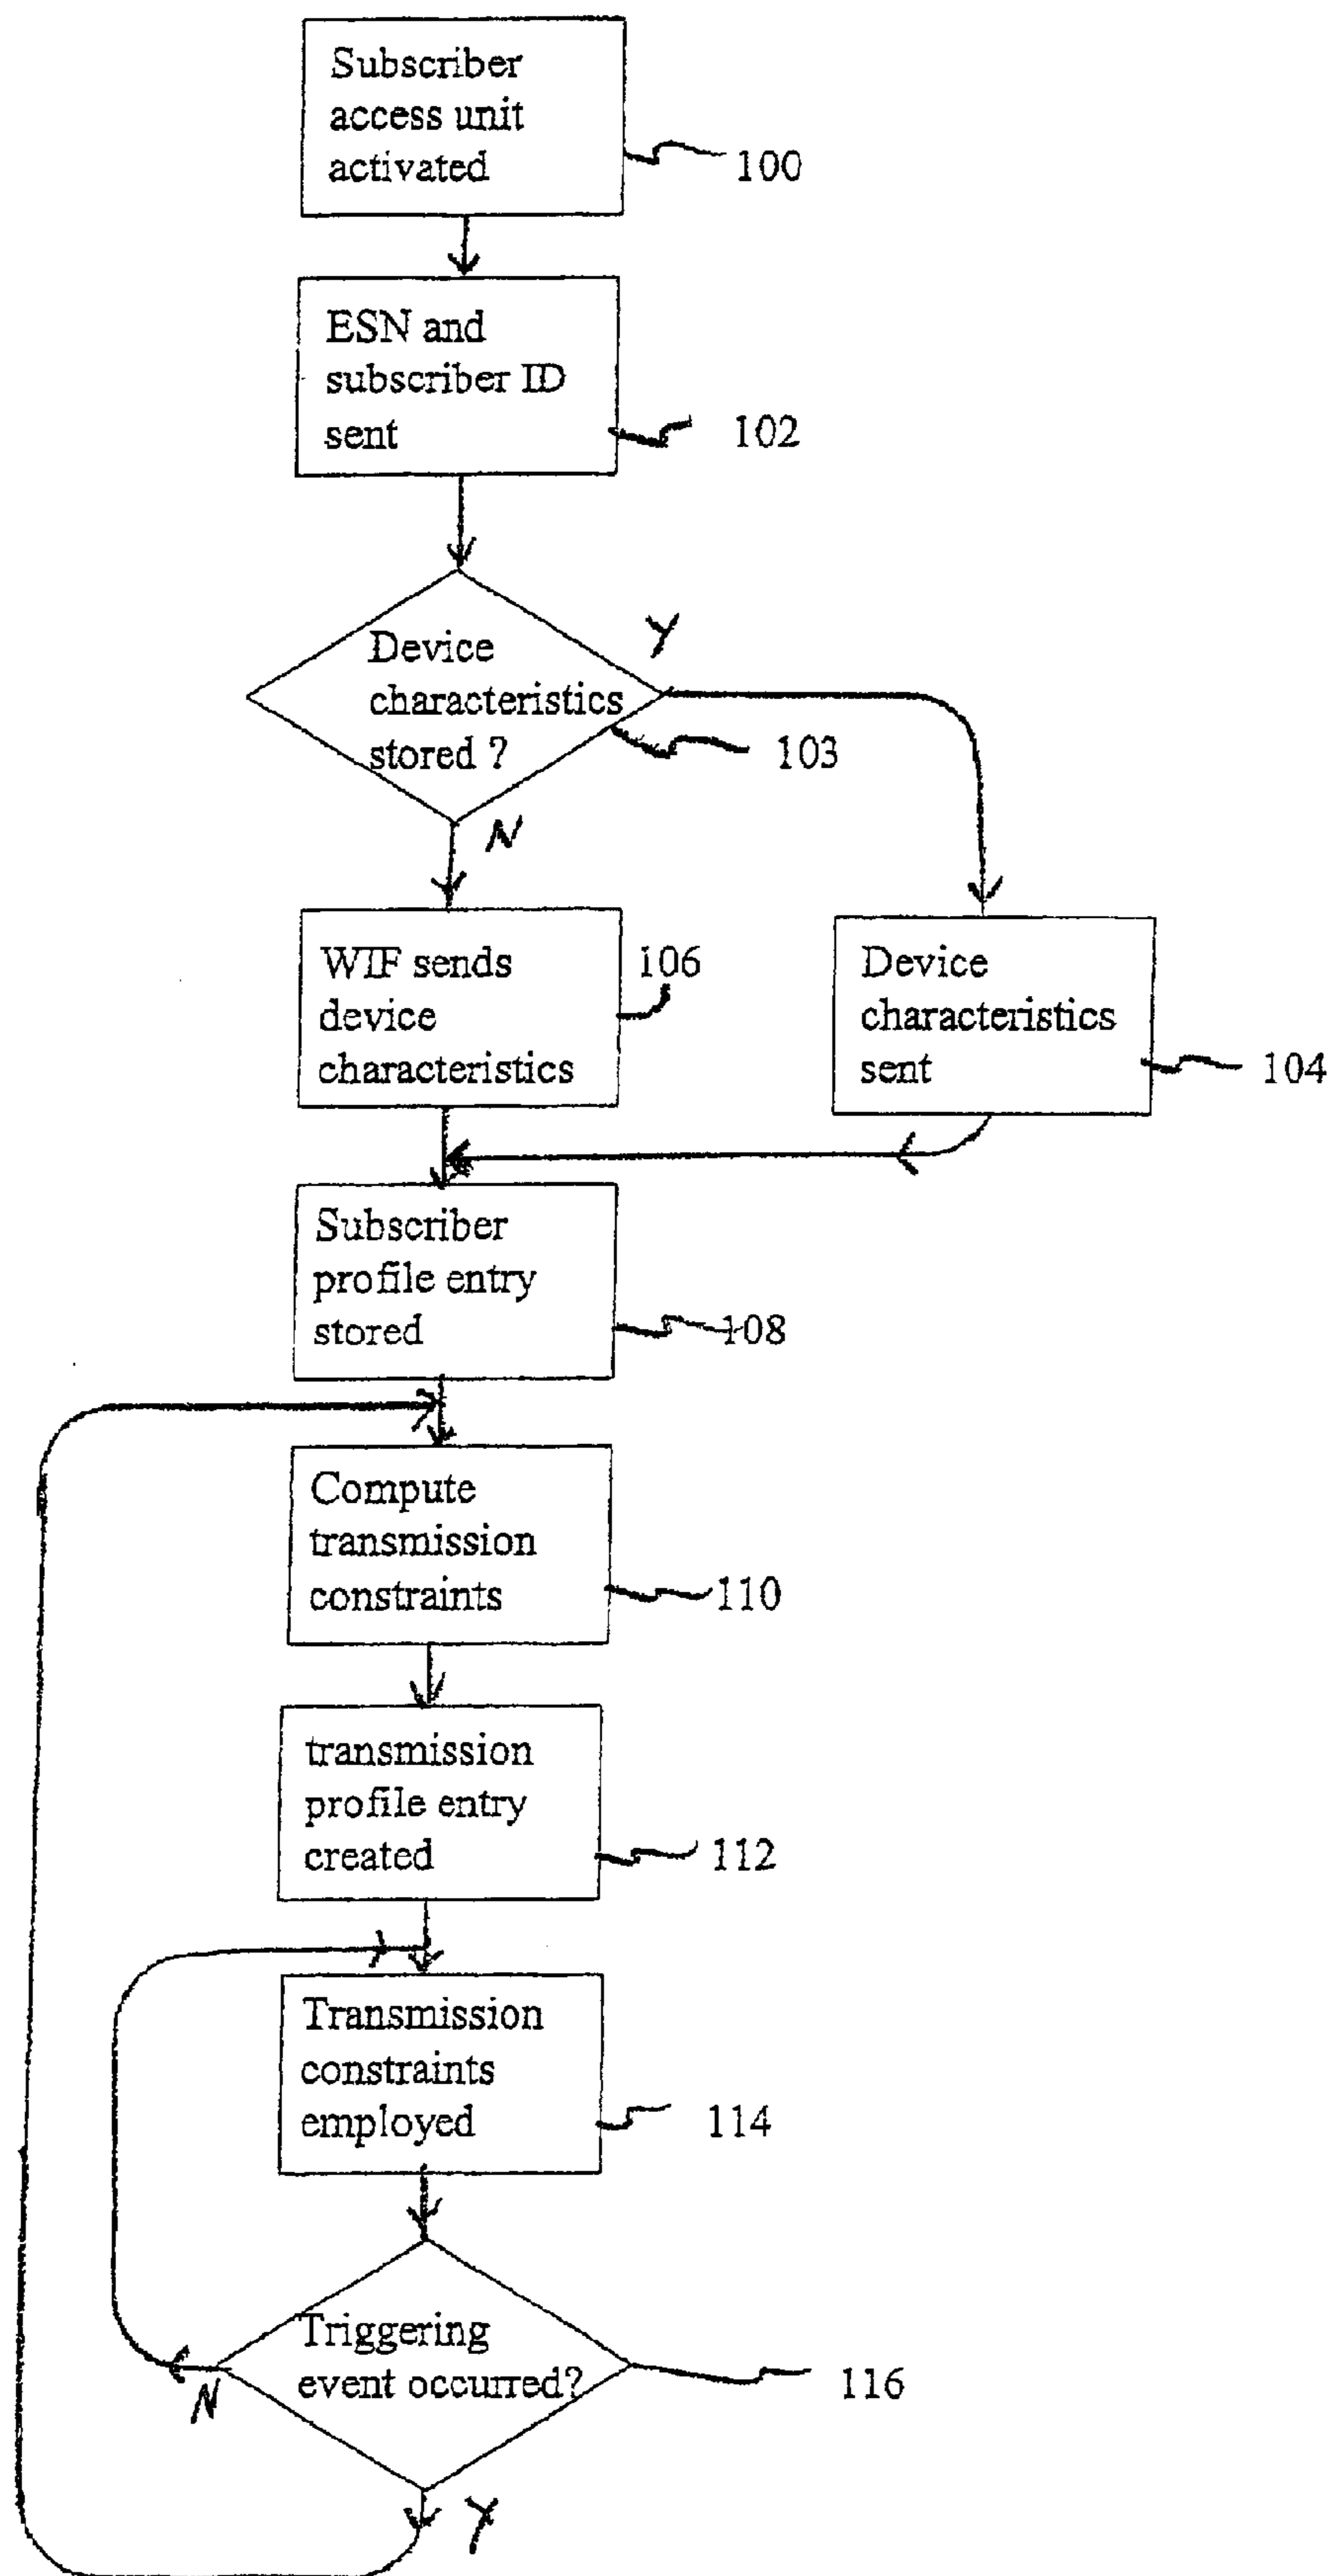 Subscriber
access unit
activated
100
ESN and
subscriber ID
sent
102
Device
characteristics
stored ?
Y
103
N
WIF sends
device
characteristics
106
Device
characteristics
sent
104
Subscriber
profile entry
stored
108
Compute
transmission
constraints
110
transmission
profile entry
created
112
Transmission
constraints
employed
114
Triggering
event occurred?
116
N
Y